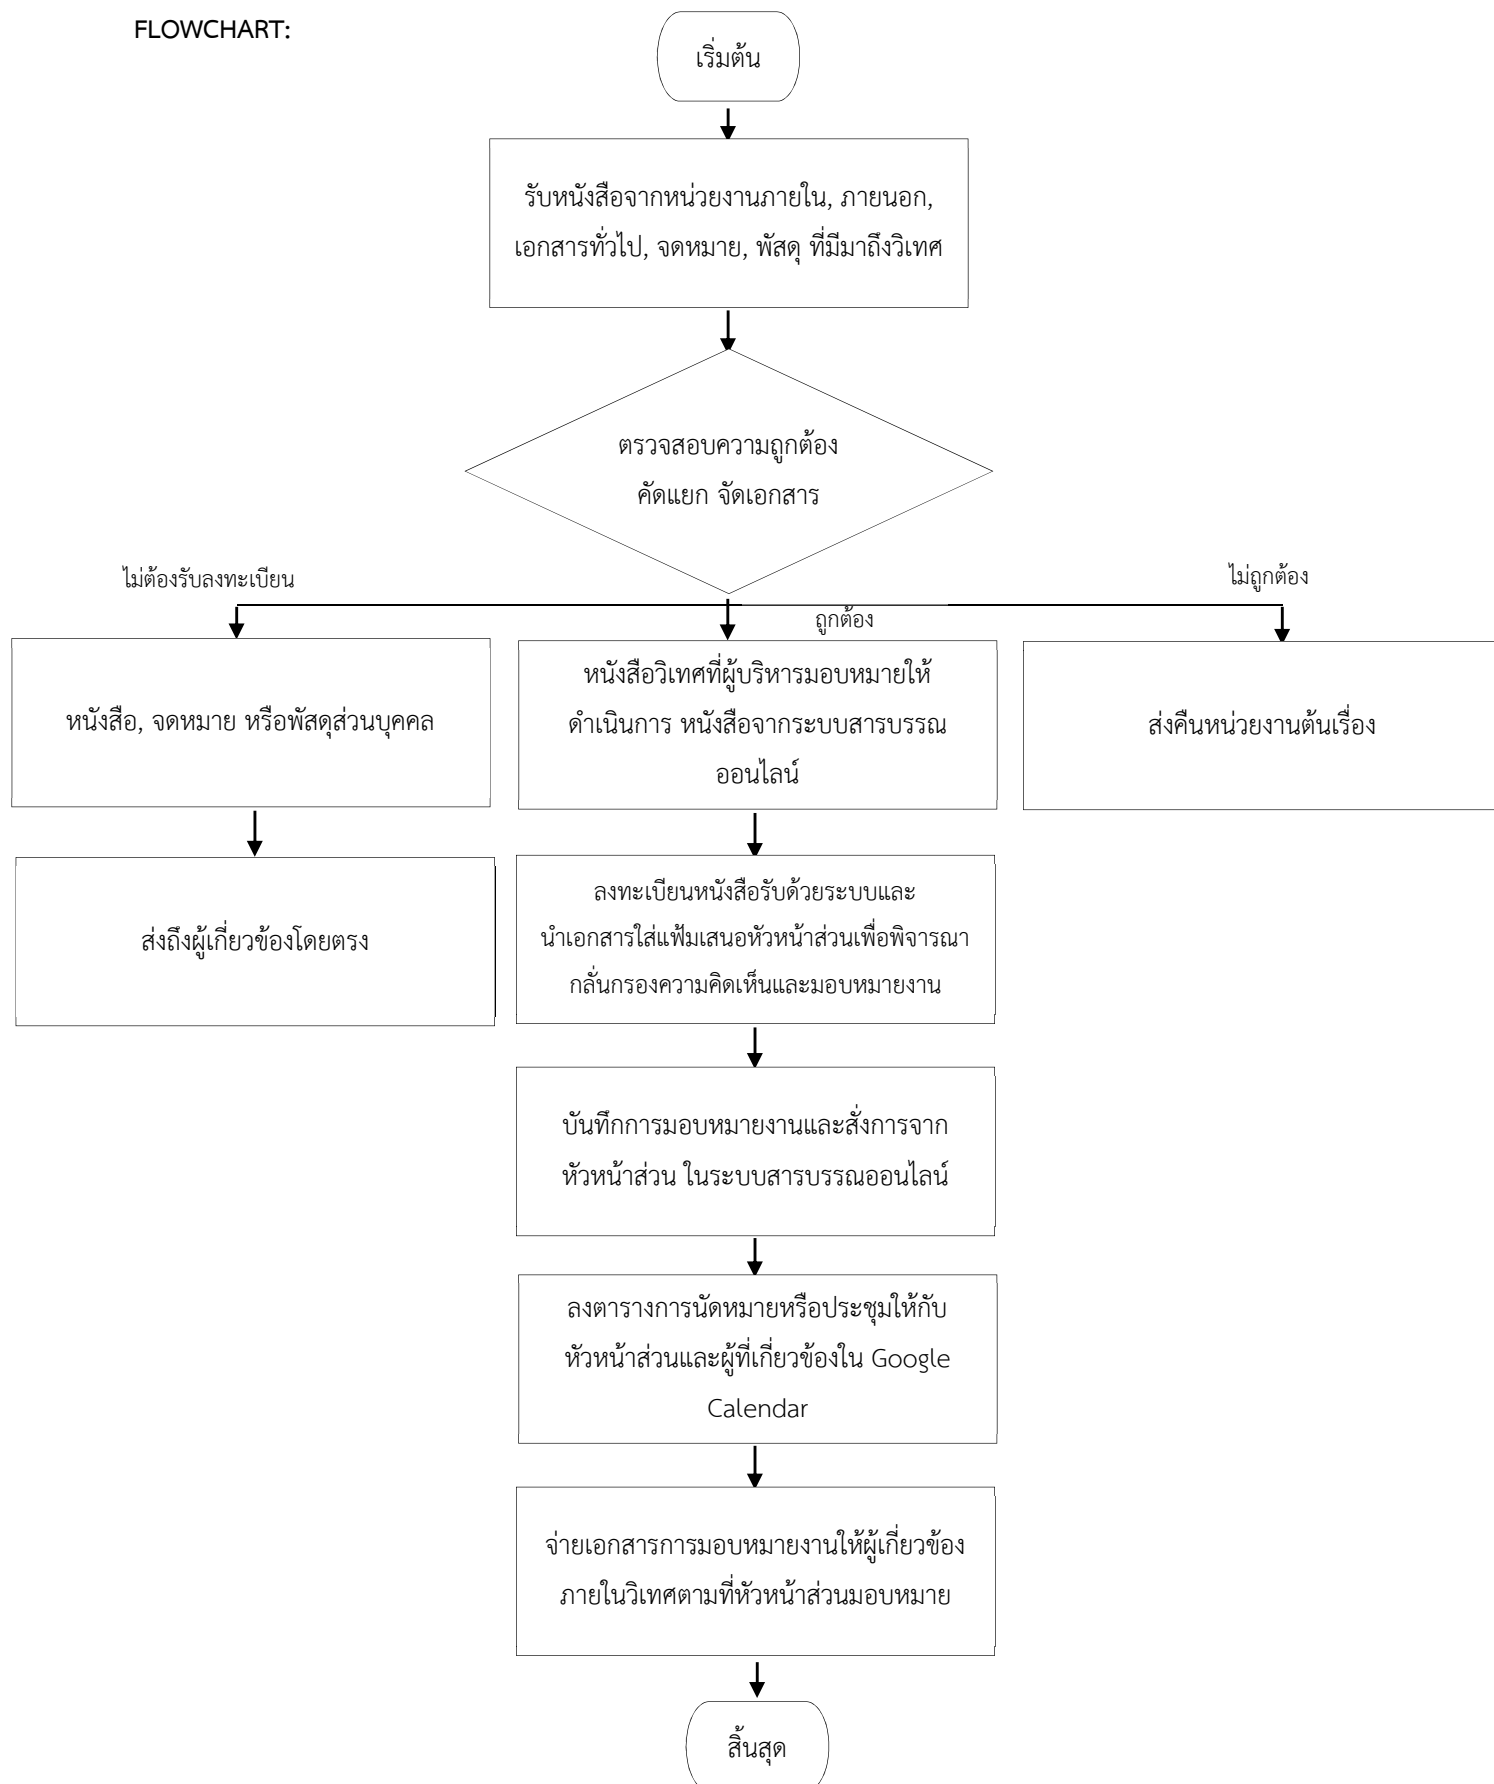 FLOWCHART:
เริ่มต้น
รับหนังสือจากหน่วยงานภายใน, ภายนอก,
เอกสารทั่วไป, จดหมาย, พัสดุ ที่มีมาถึงวิเทศ
ตรวจสอบความถูกต้อง
คัดแยก จัดเอกสาร
ไม่ต้องรับลงทะเบียน
ถูกต้อง
ไม่ถูกต้อง
หนังสือ, จดหมาย หรือพัสดุส่วนบุคคล
หนังสือวิเทศที่ผู้บริหารมอบหมายให้
ดำเนินการ หนังสือจากระบบสารบรรณ
ออนไลน์
ส่งคืนหน่วยงานต้นเรื่อง
ส่งถึงผู้เกี่ยวข้องโดยตรง
ลงทะเบียนหนังสือรับด้วยระบบและ
นำเอกสารใส่แฟ้มเสนอหัวหน้าส่วนเพื่อพิจารณา
กลั่นกรองความคิดเห็นและมอบหมายงาน
บันทึกการมอบหมายงานและสั่งการจาก
หัวหน้าส่วน ในระบบสารบรรณออนไลน์
ลงตารางการนัดหมายหรือประชุมให้กับ
หัวหน้าส่วนและผู้ที่เกี่ยวข้องใน Google
Calendar
จ่ายเอกสารการมอบหมายงานให้ผู้เกี่ยวข้อง
ภายในวิเทศตามที่หัวหน้าส่วนมอบหมาย
สิ้นสุด